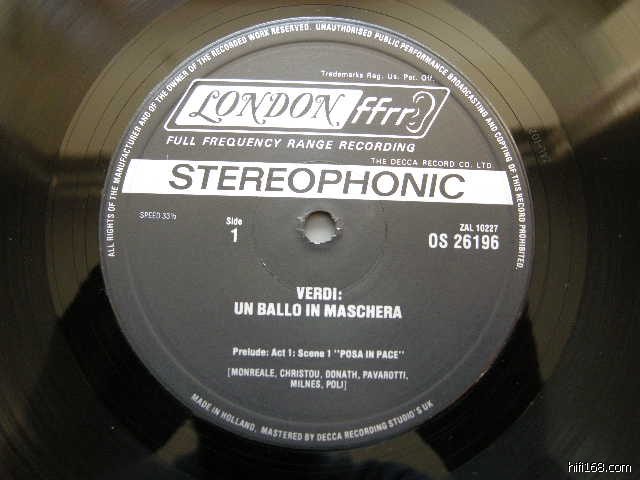 ALL RIGHTS OF THE MANUFACTURER AND OF THE OWNER OF THE RECORDED WORK RESERVED. UNAUTHORISED PUBLIC PERFORMANCE BROADCASTING AND COPYING OF THIS RECORD PROHIBITED.
Trademarks Reg. Us. Pat. Off.
LONDON ffrr
FULL FREQUENCY RANGE RECORDING
THE DECCA RECORD CO. LTD.
STEREOPHONIC
SPEED 33⅓
Side
1
ZAL 10227
OS 26196
VERDI:
UN BALLO IN MASCHERA
Prelude: Act 1: Scene 1 "POSA IN PACE"
[MONREALE, CHRISTOU, DONATH, PAVAROTTI,
MILNES, POLI]
MADE IN HOLLAND, MASTERED BY DECCA RECORDING STUDIO'S UK
hifi168.com